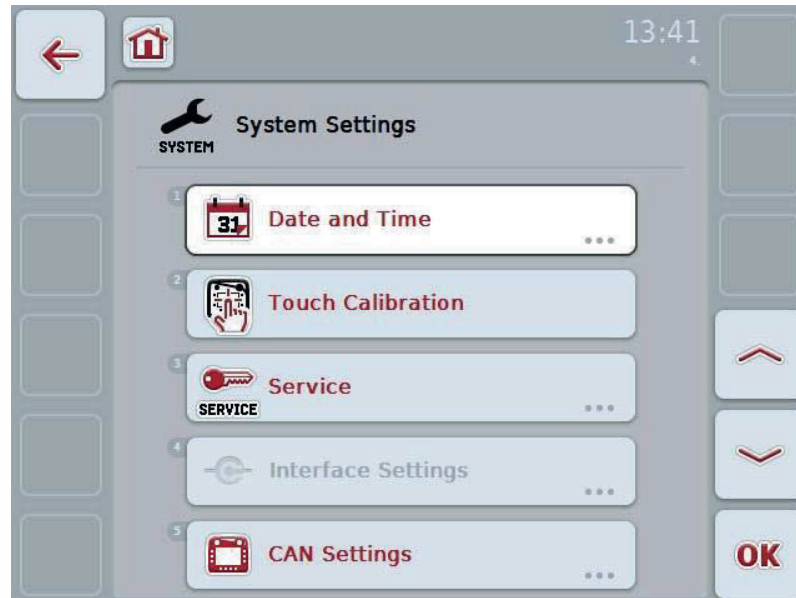 13:41
4.
SYSTEM
System Settings
1
31
Date and Time
2
Touch Calibration
3
SERVICE
Service
4
Interface Settings
5
CAN Settings
OK